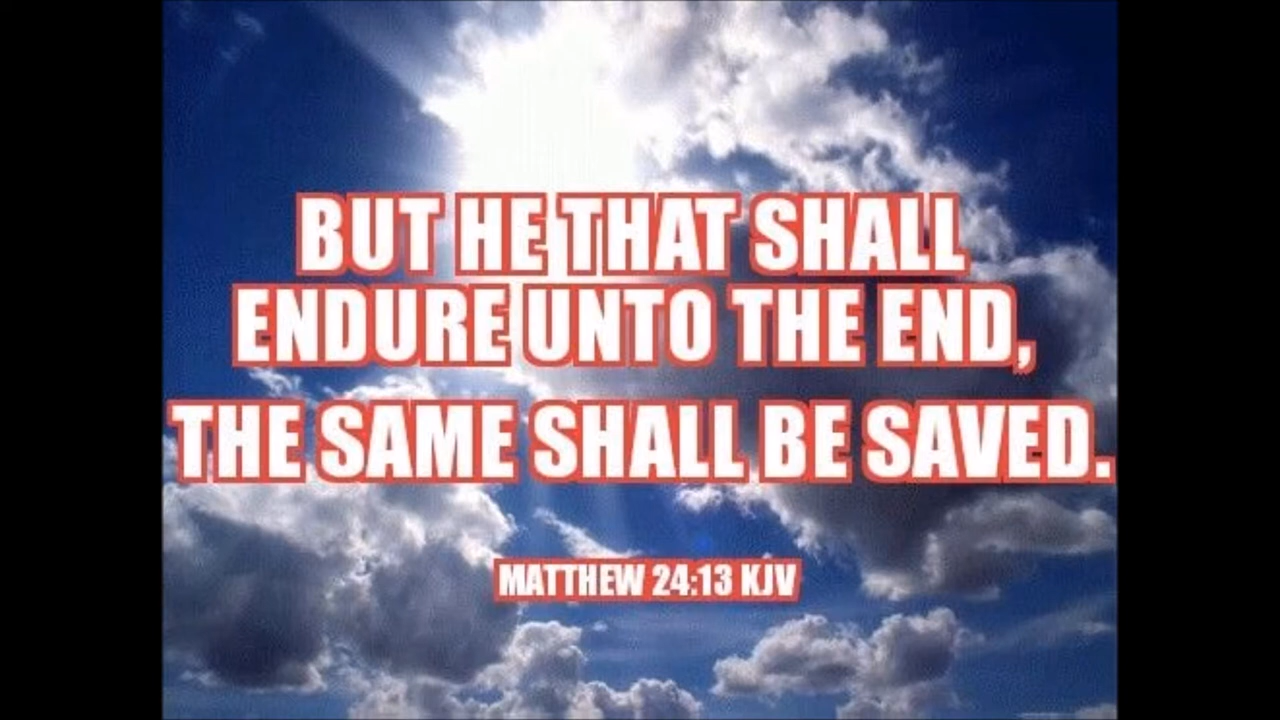 BUT HE THAT SHALL
ENDURE UNTO THE END,
THE SAME SHALL BE SAVED.
MATTHEW 24:13 KJV